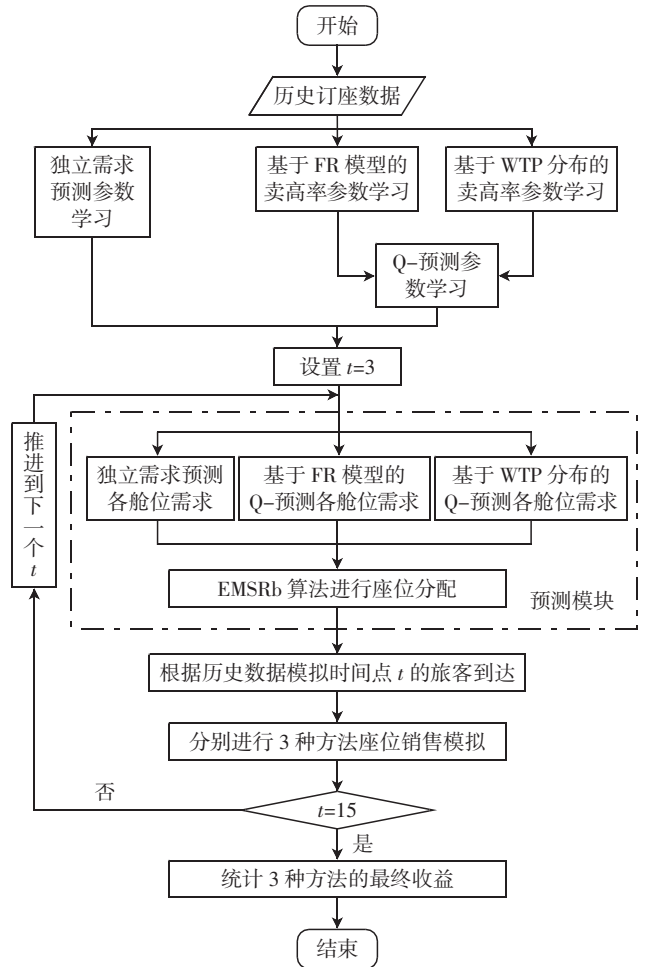 开始
历史订座数据
独立需求
预测参数
学习
基于 FR 模型的
卖高率参数学习
基于 WTP 分布的
卖高率参数学习
Q-预测参
数学习
设置 t=3
推进到下一个 t
独立需求预测
各舱位需求
基于 FR 模型的
Q-预测各舱位需求
基于 WTP 分布的
Q-预测各舱位需求
EMSRb 算法进行座位分配
预测模块
根据历史数据模拟时间点 t 的旅客到达
分别进行 3 种方法座位销售模拟
否
t=15
是
统计 3 种方法的最终收益
结束